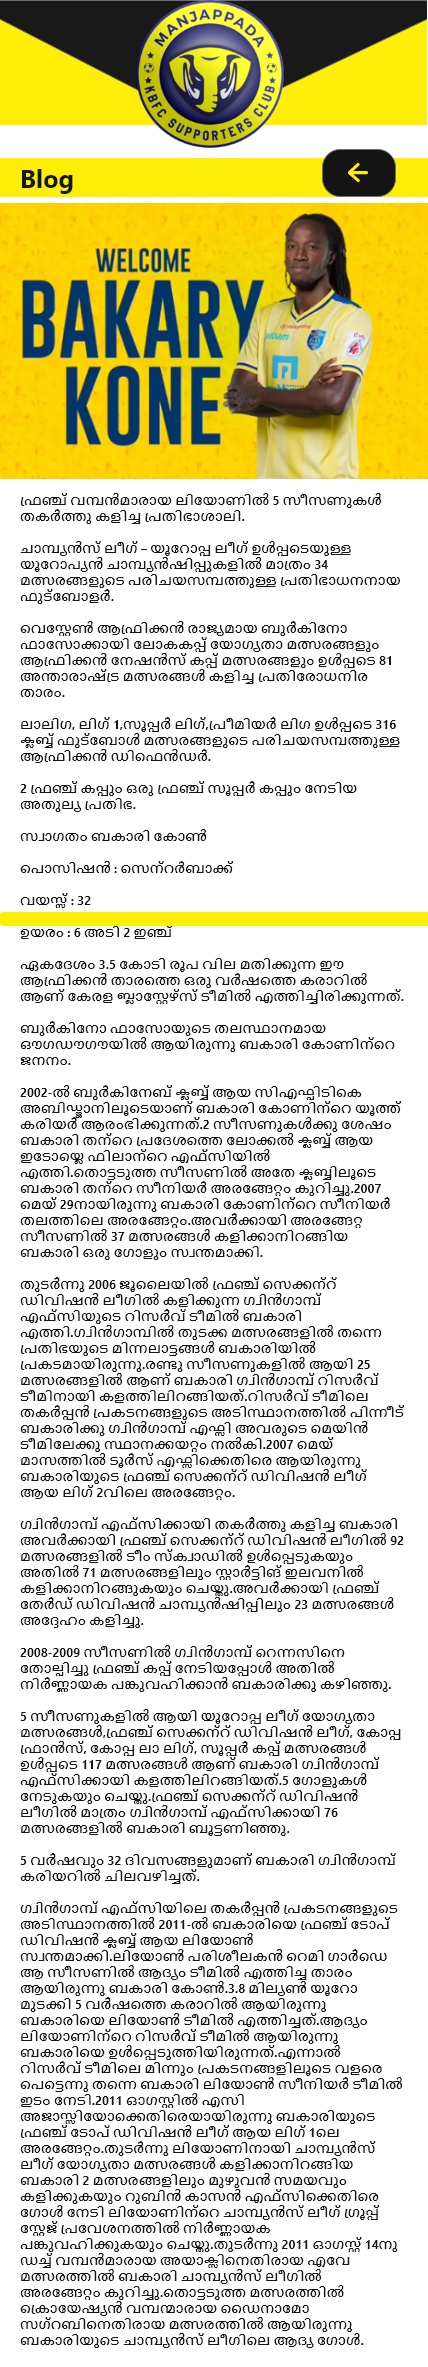 MANJAPPADA
KBFC SUPPORTERS CLUB
Blog
WELCOME
BAKARY
KONE
ഫ്രഞ്ച് വമ്പൻമാരായ ലിയോണിൽ 5 സീസണുകൾ
തകർത്തു കളിച്ച പ്രതിഭാശാലി.
ചാമ്പ്യൻസ് ലീഗ് – യൂറോപ്പ ലീഗ് ഉൾപ്പടെയുള്ള
യൂറോപ്യൻ ചാമ്പ്യൻഷിപ്പുകളിൽ മാത്രം 34
മത്സരങ്ങളുടെ പരിചയസമ്പത്തുള്ള പ്രതിഭാധനനായ
ഫുട്ബോളർ.
വെസ്റ്റേൺ ആഫ്രിക്കൻ രാജ്യമായ ബുർകിനോ
ഫാസോക്കായി ലോകകപ്പ് യോഗ്യതാ മത്സരങ്ങളും
ആഫ്രിക്കൻ നേഷൻസ് കപ്പ് മത്സരങ്ങളും ഉൾപ്പടെ 81
അന്താരാഷ്ട്ര മത്സരങ്ങൾ കളിച്ച പ്രതിരോധനിര
താരം.
ലാലിഗ, ലിഗ് 1,സൂപ്പർ ലിഗ്,പ്രീമിയർ ലിഗ ഉൾപ്പടെ 316
ക്ലബ്ബ് ഫുട്ബോൾ മത്സരങ്ങളുടെ പരിചയസമ്പത്തുള്ള
ആഫ്രിക്കൻ ഡിഫെൻഡർ.
2 ഫ്രഞ്ച് കപ്പും ഒരു ഫ്രഞ്ച് സൂപ്പർ കപ്പും നേടിയ
അതുല്യ പ്രതിഭ.
സ്വാഗതം ബകാരി കോൺ
പൊസിഷൻ : സെന്റർബാക്ക്
വയസ്സ് : 32
ഉയരം : 6 അടി 2 ഇഞ്ച്
ഏകദേശം 3.5 കോടി രൂപ വില മതിക്കുന്ന ഈ
ആഫ്രിക്കൻ താരത്തെ ഒരു വർഷത്തെ കരാറിൽ
ആണ് കേരള ബ്ലാസ്റ്റേഴ്സ് ടീമിൽ എത്തിച്ചിരിക്കുന്നത്.
ബുർകിനോ ഫാസോയുടെ തലസ്ഥാനമായ
ഔഗഡൗഗൗയിൽ ആയിരുന്നു ബകാരി കോണിന്റെ
ജനനം.
2002-ൽ ബുർകിനേബ് ക്ലബ്ബ് ആയ സിഎഫ്പിടികെ
അബിഡ്ജാനിലൂടെയാണ് ബകാരി കോണിന്റെ യൂത്ത്
കരിയർ ആരംഭിക്കുന്നത്.2 സീസണുകൾക്കു ശേഷം
ബകാരി തന്റെ പ്രദേശത്തെ ലോക്കൽ ക്ലബ്ബ് ആയ
ഇടോയ്ലെ ഫിലാന്റെ എഫ്സിയിൽ
എത്തി.തൊട്ടടുത്ത സീസണിൽ അതേ ക്ലബ്ബിലൂടെ
ബകാരി തന്റെ സീനിയർ അരങ്ങേറ്റം കുറിച്ചു.2007
മെയ് 29നായിരുന്നു ബകാരി കോണിന്റെ സീനിയർ
തലത്തിലെ അരങ്ങേറ്റം.അവർക്കായി അരങ്ങേറ്റ
സീസണിൽ 37 മത്സരങ്ങൾ കളിക്കാനിറങ്ങിയ
ബകാരി ഒരു ഗോളും സ്വന്തമാക്കി.
തുടർന്നു 2006 ജൂലൈയിൽ ഫ്രഞ്ച് സെക്കന്റ്
ഡിവിഷൻ ലീഗിൽ കളിക്കുന്ന ഗ്വിൻഗാമ്പ്
എഫ്സിയുടെ റിസർവ് ടീമിൽ ബകാരി
എത്തി.ഗ്വിൻഗാമ്പിൽ തുടക്ക മത്സരങ്ങളിൽ തന്നെ
പ്രതിഭയുടെ മിന്നലാട്ടങ്ങൾ ബകാരിയിൽ
പ്രകടമായിരുന്നു.രണ്ടു സീസണുകളിൽ ആയി 25
മത്സരങ്ങളിൽ ആണ് ബകാരി ഗ്വിൻഗാമ്പ് റിസർവ്
ടീമിനായി കളത്തിലിറങ്ങിയത്.റിസർവ് ടീമിലെ
തകർപ്പൻ പ്രകടനങ്ങളുടെ അടിസ്ഥാനത്തിൽ പിന്നീട്
ബകാരിക്കു ഗ്വിൻഗാമ്പ് എഫ്സി അവരുടെ മെയിൻ
ടീമിലേക്കു സ്ഥാനക്കയറ്റം നൽകി.2007 മെയ്
മാസത്തിൽ ടൂർസ് എഫ്സിക്കെതിരെ ആയിരുന്നു
ബകാരിയുടെ ഫ്രഞ്ച് സെക്കന്റ് ഡിവിഷൻ ലീഗ്
ആയ ലിഗ് 2വിലെ അരങ്ങേറ്റം.
ഗ്വിൻഗാമ്പ് എഫ്സിക്കായി തകർത്തു കളിച്ച ബകാരി
അവർക്കായി ഫ്രഞ്ച് സെക്കന്റ് ഡിവിഷൻ ലീഗിൽ 92
മത്സരങ്ങളിൽ ടീം സ്ക്വാഡിൽ ഉൾപ്പെടുകയും
അതിൽ 71 മത്സരങ്ങളിലും സ്റ്റാർട്ടിങ് ഇലവനിൽ
കളിക്കാനിറങ്ങുകയും ചെയ്തു.അവർക്കായി ഫ്രഞ്ച്
തേർഡ് ഡിവിഷൻ ചാമ്പ്യൻഷിപ്പിലും 23 മത്സരങ്ങൾ
അദ്ദേഹം കളിച്ചു.
2008-2009 സീസണിൽ ഗ്വിൻഗാമ്പ് റെന്നസിനെ
തോല്പിച്ചു ഫ്രഞ്ച് കപ്പ് നേടിയപ്പോൾ അതിൽ
നിർണ്ണായക പങ്കുവഹിക്കാൻ ബകാരിക്കു കഴിഞ്ഞു.
5 സീസണുകളിൽ ആയി യൂറോപ്പ ലീഗ് യോഗ്യതാ
മത്സരങ്ങൾ,ഫ്രഞ്ച് സെക്കന്റ് ഡിവിഷൻ ലീഗ്, കോപ്പ
ഫ്രാൻസ്, കോപ്പ ലാ ലിഗ്, സൂപ്പർ കപ്പ് മത്സരങ്ങൾ
ഉൾപ്പടെ 117 മത്സരങ്ങൾ ആണ് ബകാരി ഗ്വിൻഗാമ്പ്
എഫ്സിക്കായി കളത്തിലിറങ്ങിയത്.5 ഗോളുകൾ
നേടുകയും ചെയ്തു.ഫ്രഞ്ച് സെക്കന്റ് ഡിവിഷൻ
ലീഗിൽ മാത്രം ഗ്വിൻഗാമ്പ് എഫ്സിക്കായി 76
മത്സരങ്ങളിൽ ബകാരി ബൂട്ടണിഞ്ഞു.
5 വർഷവും 32 ദിവസങ്ങളുമാണ് ബകാരി ഗ്വിൻഗാമ്പ്
കരിയറിൽ ചിലവഴിച്ചത്.
ഗ്വിൻഗാമ്പ് എഫ്സിയിലെ തകർപ്പൻ പ്രകടനങ്ങളുടെ
അടിസ്ഥാനത്തിൽ 2011-ൽ ബകാരിയെ ഫ്രഞ്ച് ടോപ്
ഡിവിഷൻ ക്ലബ്ബ് ആയ ലിയോൺ
സ്വന്തമാക്കി.ലിയോൺ പരിശീലകൻ റെമി ഗാർഡെ
ആ സീസണിൽ ആദ്യം ടീമിൽ എത്തിച്ച താരം
ആയിരുന്നു ബകാരി കോൺ.3.8 മില്യൺ യൂറോ
മുടക്കി 5 വർഷത്തെ കരാറിൽ ആയിരുന്നു
ബകാരിയെ ലിയോൺ ടീമിൽ എത്തിച്ചത്.ആദ്യം
ലിയോണിന്റെ റിസർവ് ടീമിൽ ആയിരുന്നു
ബകാരിയെ ഉൾപ്പെടുത്തിയിരുന്നത്.എന്നാൽ
റിസർവ് ടീമിലെ മിന്നും പ്രകടനങ്ങളിലൂടെ വളരെ
പെട്ടെന്നു തന്നെ ബകാരി ലിയോൺ സീനിയർ ടീമിൽ
ഇടം നേടി.2011 ഓഗസ്റ്റിൽ എസി
അജാസ്സിയോക്കെതിരെയായിരുന്നു ബകാരിയുടെ
ഫ്രഞ്ച് ടോപ് ഡിവിഷൻ ലീഗ് ആയ ലിഗ് 1ലെ
അരങ്ങേറ്റം.തുടർന്നു ലിയോണിനായി ചാമ്പ്യൻസ്
ലീഗ് യോഗ്യതാ മത്സരങ്ങൾ കളിക്കാനിറങ്ങിയ
ബകാരി 2 മത്സരങ്ങളിലും മുഴുവൻ സമയവും
കളിക്കുകയും റുബിൻ കാസൻ എഫ്സിക്കെതിരെ
ഗോൾ നേടി ലിയോണിന്റെ ചാമ്പ്യൻസ് ലീഗ് ഗ്രൂപ്പ്
സ്റ്റേജ് പ്രവേശനത്തിൽ നിർണ്ണായക
പങ്കുവഹിക്കുകയും ചെയ്തു.തുടർന്നു 2011 ഓഗസ്റ്റ് 14നു
ഡച്ച് വമ്പൻമാരായ അയാക്സിനെതിരായ എവേ
മത്സരത്തിൽ ബകാരി ചാമ്പ്യൻസ് ലീഗിൽ
അരങ്ങേറ്റം കുറിച്ചു.തൊട്ടടുത്ത മത്സരത്തിൽ
ക്രൊയേഷ്യൻ വമ്പന്മാരായ ഡൈനാമോ
സഗ്റബിനെതിരായ മത്സരത്തിൽ ആയിരുന്നു
ബകാരിയുടെ ചാമ്പ്യൻസ് ലീഗിലെ ആദ്യ ഗോൾ.